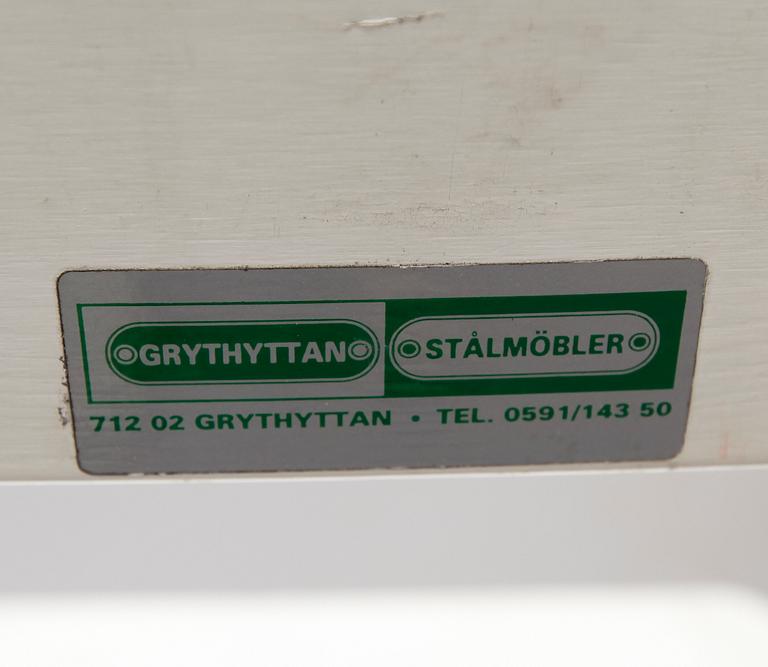 GRYTHYTTAN STÅLMÖBLER
712 02 GRYTHYTTAN • TEL. 0591/143 50